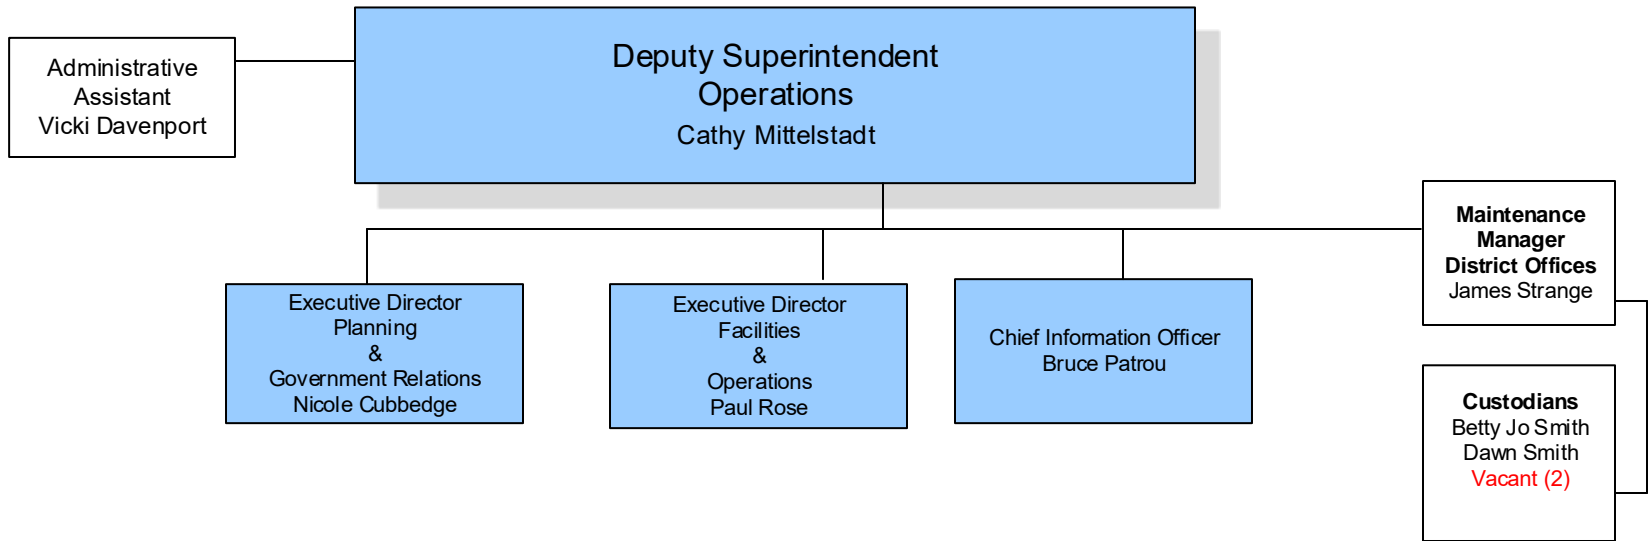 Administrative
Assistant
Vicki Davenport
Deputy Superintendent
Operations
Cathy Mittelstadt
Maintenance
Manager
District Offices
James Strange
Executive Director
Planning
&
Government Relations
Nicole Cubbedge
Executive Director
Facilities
&
Operations
Paul Rose
Chief Information Officer
Bruce Patrou
Custodians
Betty Jo Smith
Dawn Smith
Vacant (2)